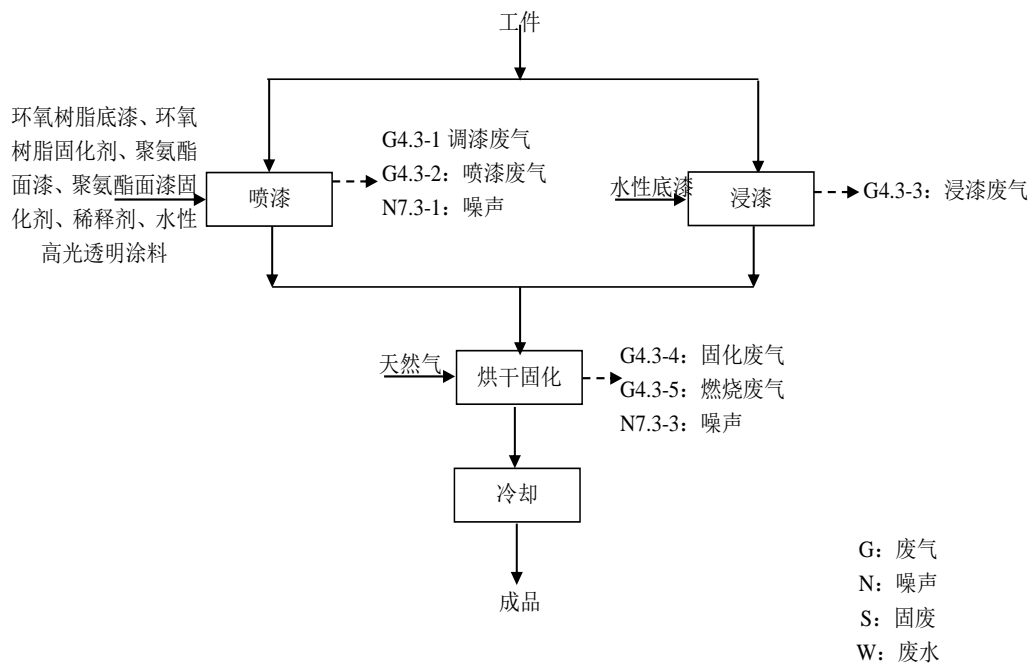 工件
环氧树脂底漆、环氧
树脂固化剂、聚氨酯
面漆、聚氨酯面漆固
化剂、稀释剂、水性
高光透明涂料
喷漆
G4.3-1 调漆废气
G4.3-2：喷漆废气
N7.3-1：噪声
水性底漆
浸漆
G4.3-3：浸漆废气
天然气
烘干固化
G4.3-4：固化废气
G4.3-5：燃烧废气
N7.3-3：噪声
冷却
成品
G：废气
N：噪声
S：固废
W：废水